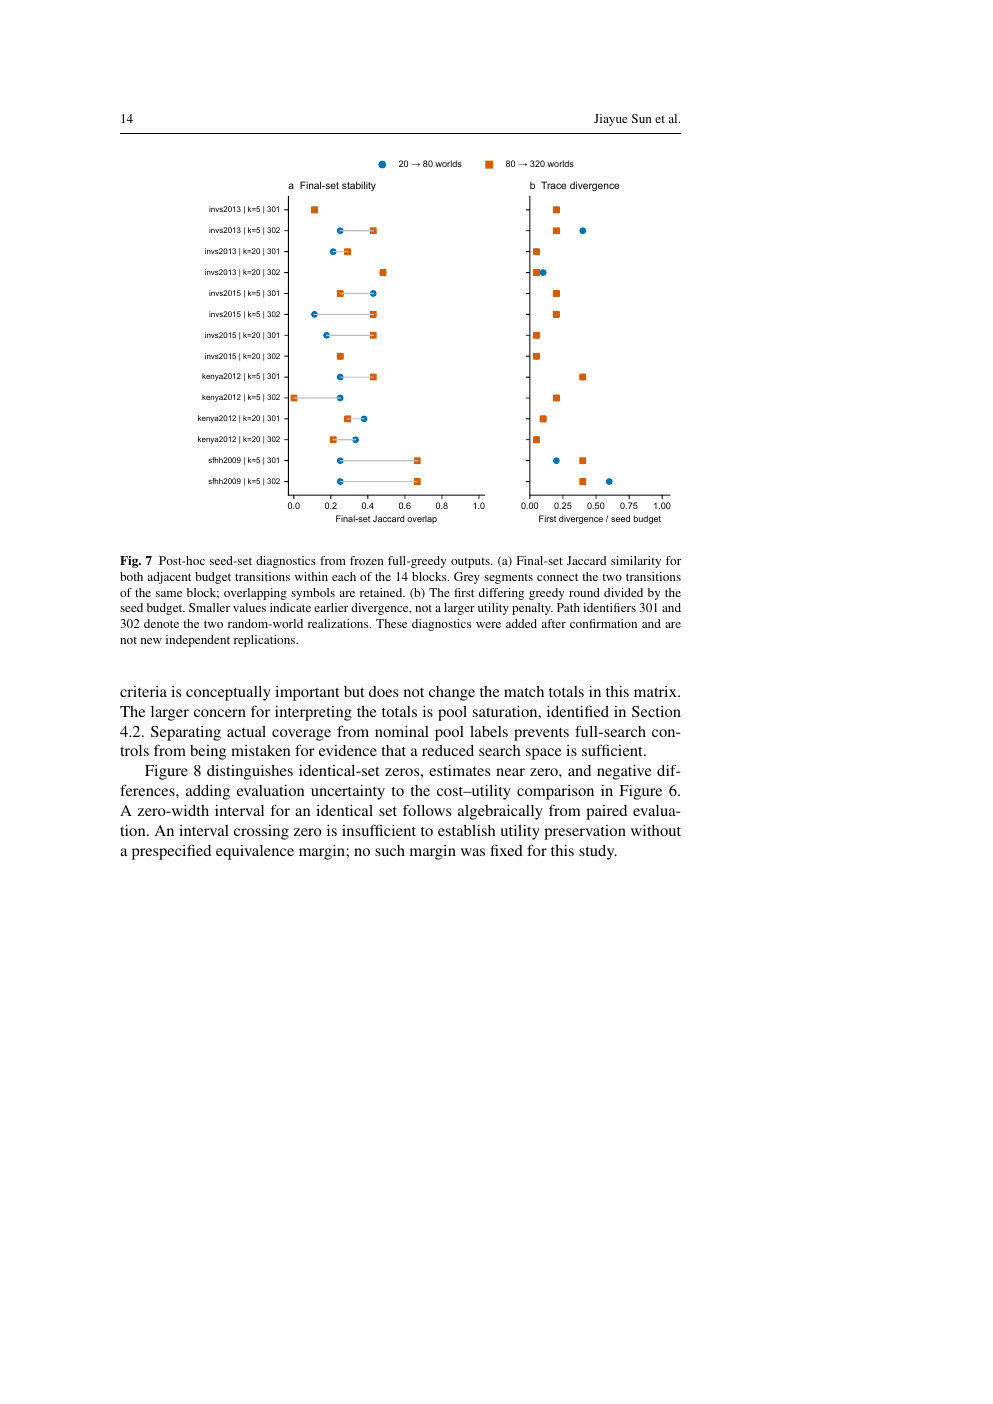 14 Jiayue Sun et al.
20 → 80 worlds 80 → 320 worlds
a Final-set stability b Trace divergence
invs2013 | k=5 | 301
invs2013 | k=5 | 302
invs2013 | k=20 | 301
invs2013 | k=20 | 302
invs2015 | k=5 | 301
invs2015 | k=5 | 302
invs2015 | k=20 | 301
invs2015 | k=20 | 302
kenya2012 | k=5 | 301
kenya2012 | k=5 | 302
kenya2012 | k=20 | 301
kenya2012 | k=20 | 302
sfhh2009 | k=5 | 301
sfhh2009 | k=5 | 302
0.0 0.2 0.4 0.6 0.8 1.0 0.00 0.25 0.50 0.75 1.00
Final-set Jaccard overlap First divergence / seed budget
Fig. 7 Post-hoc seed-set diagnostics from frozen full-greedy outputs. (a) Final-set Jaccard similarity for
both adjacent budget transitions within each of the 14 blocks. Grey segments connect the two transitions
of the same block; overlapping symbols are retained. (b) The first differing greedy round divided by the
seed budget. Smaller values indicate earlier divergence, not a larger utility penalty. Path identifiers 301 and
302 denote the two random-world realizations. These diagnostics were added after confirmation and are
not new independent replications.
criteria is conceptually important but does not change the match totals in this matrix.
The larger concern for interpreting the totals is pool saturation, identified in Section
4.2. Separating actual coverage from nominal pool labels prevents full-search con-
trols from being mistaken for evidence that a reduced search space is sufficient.
Figure 8 distinguishes identical-set zeros, estimates near zero, and negative dif-
ferences, adding evaluation uncertainty to the cost–utility comparison in Figure 6.
A zero-width interval for an identical set follows algebraically from paired evalua-
tion. An interval crossing zero is insufficient to establish utility preservation without
a prespecified equivalence margin; no such margin was fixed for this study.